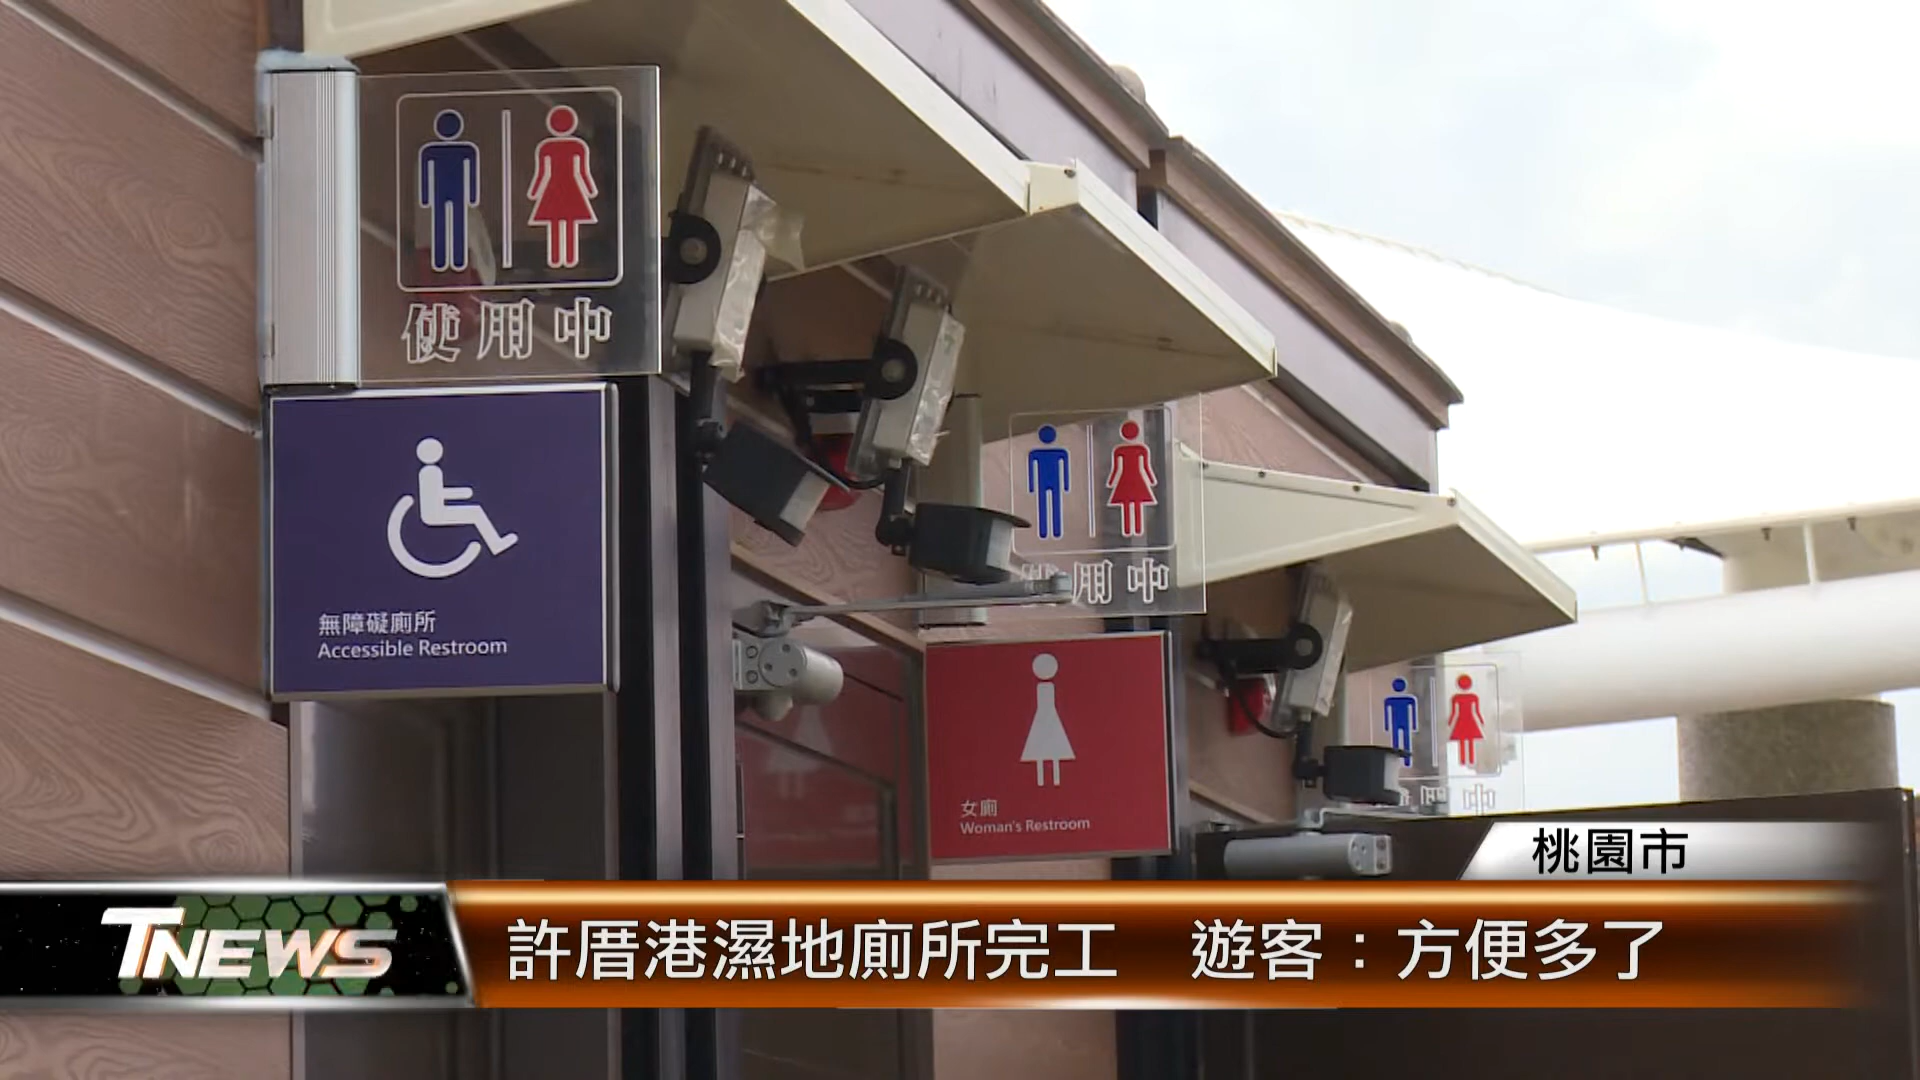 使用中
無障礙廁所
Accessible Restroom
用中
女廁
Woman's Restroom
中
桃園市
TNEWS
許厝港濕地廁所完工 遊客：方便多了